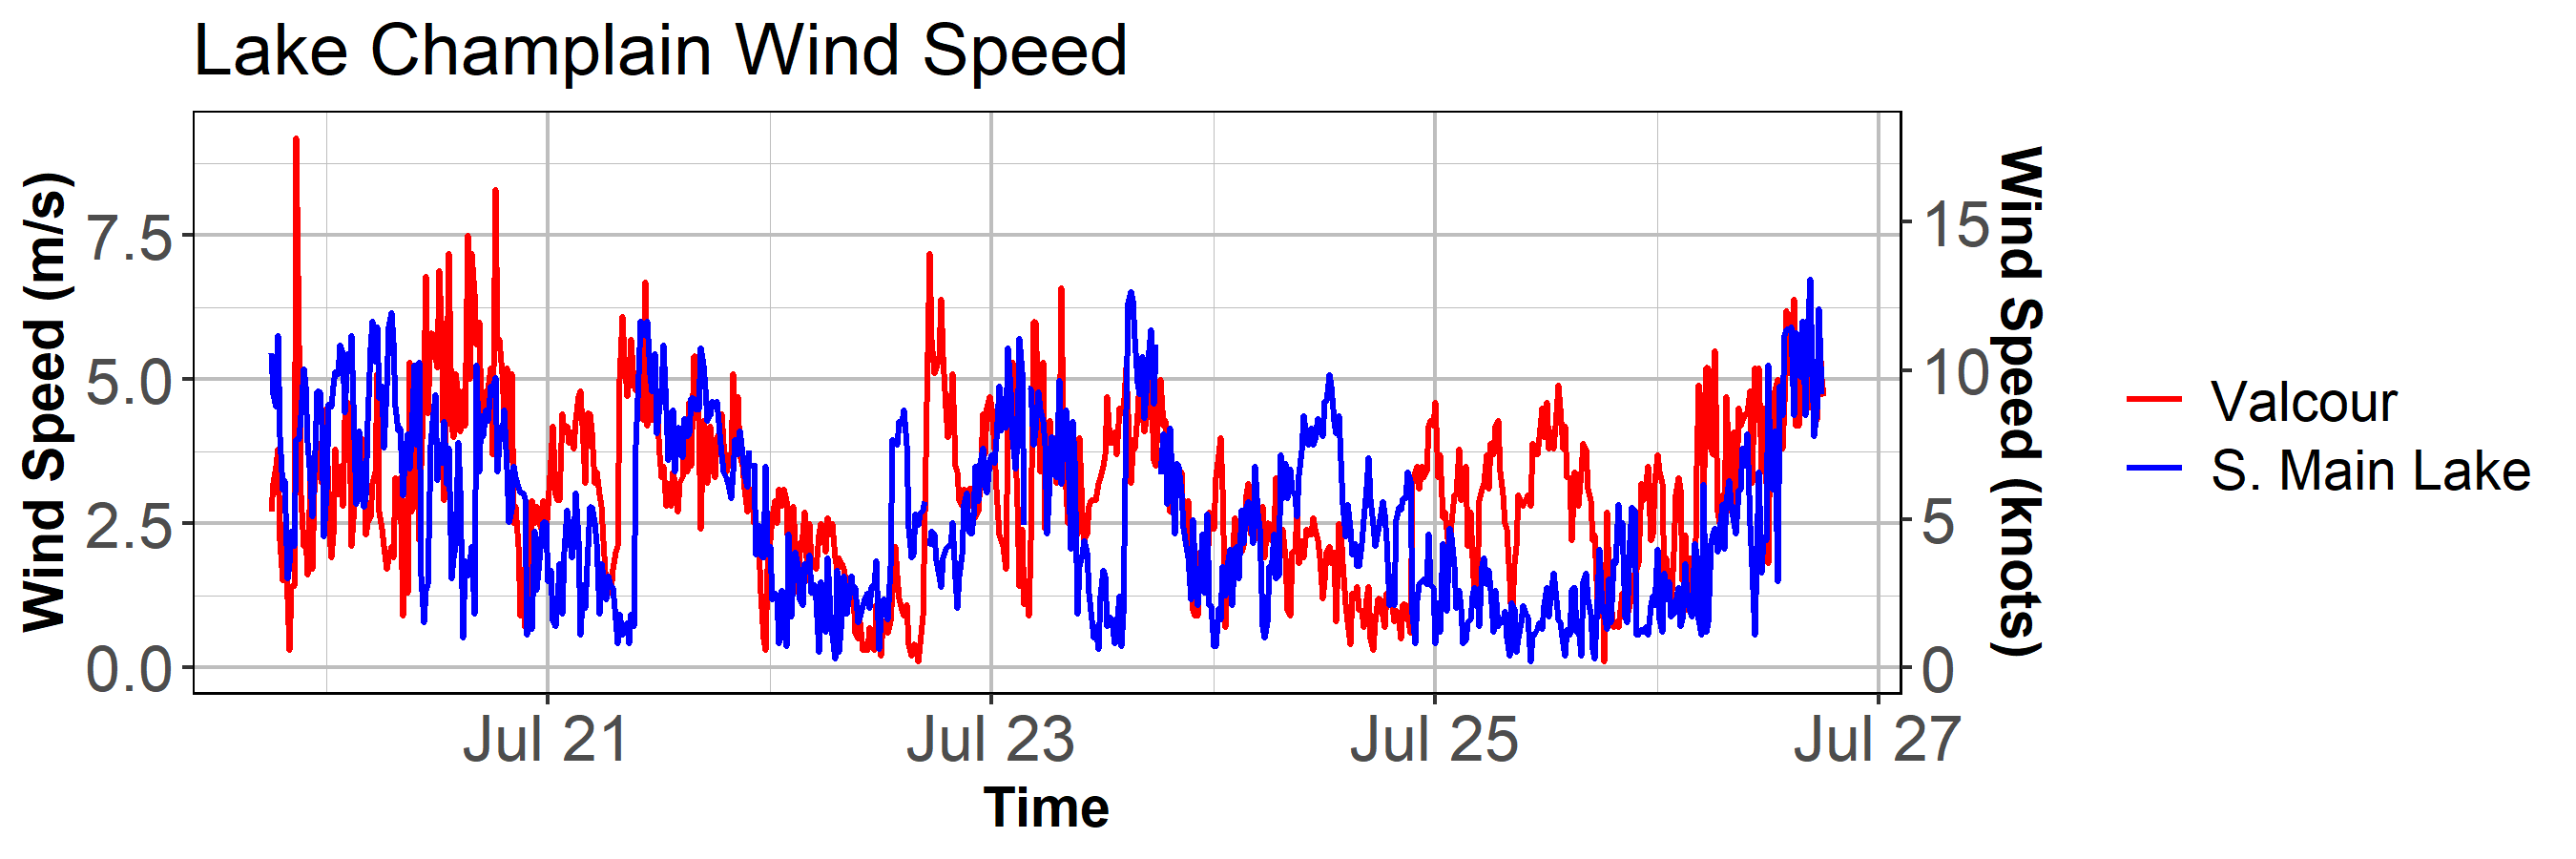 Lake Champlain Wind Speed
Wind Speed (m/s)
7.5
5.0
2.5
0.0
15
10
5
0
Wind Speed (knots)
Jul 21
Jul 23
Jul 25
Jul 27
Time
Valcour
S. Main Lake